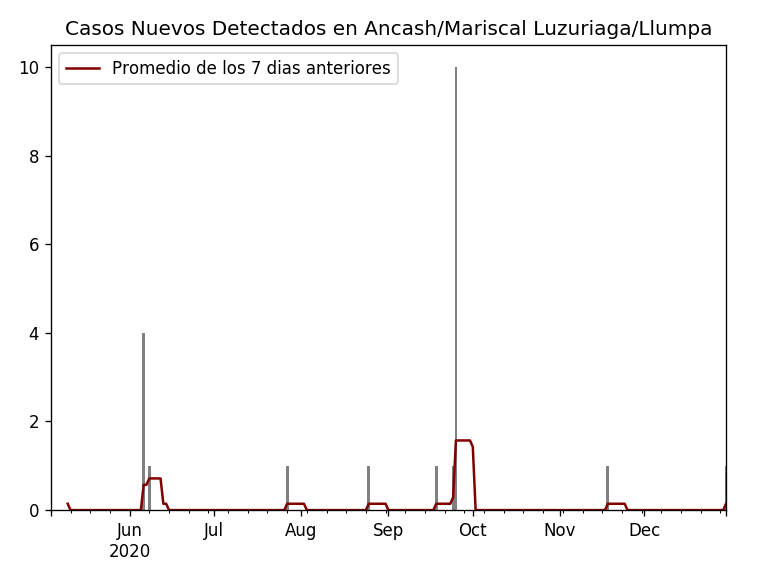 Casos Nuevos Detectados en Ancash/Mariscal Luzuriaga/Llumpa
Promedio de los 7 dias anteriores
10
8
6
4
2
0
Jun Jul Aug Sep Oct Nov Dec
2020